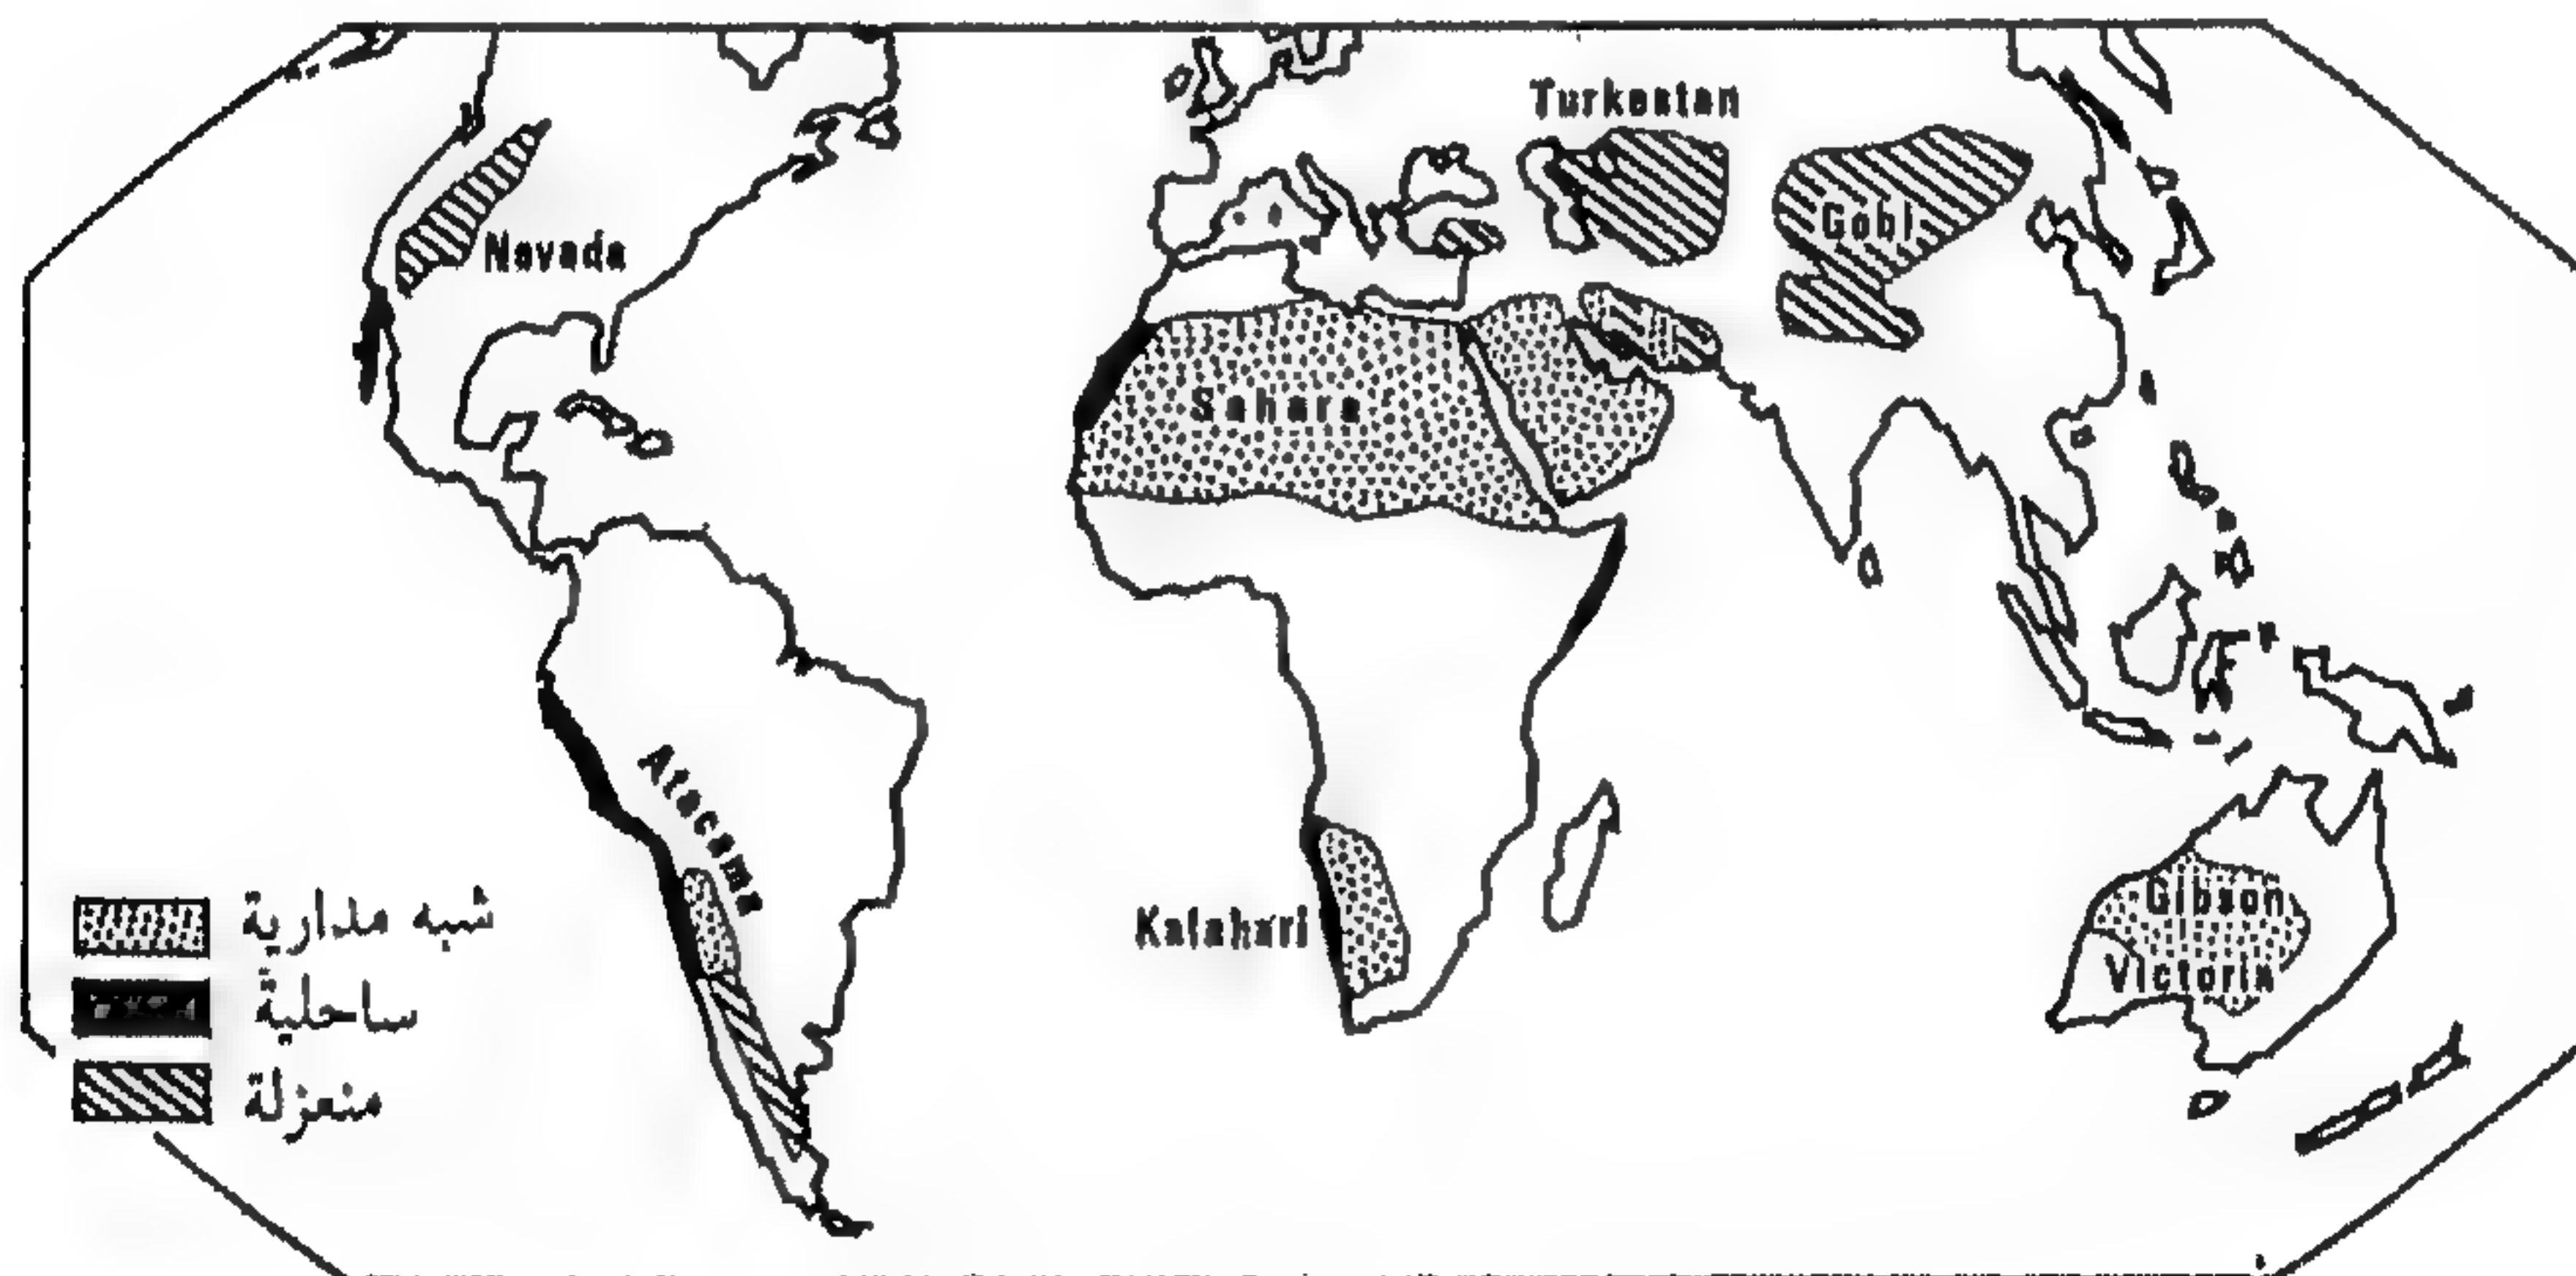 Turkestan
Nevada
Gobi
Sahara
Atacama
Kalahari
Gibson
Victoria
شبه مدارية
ساحلية
منعزلة